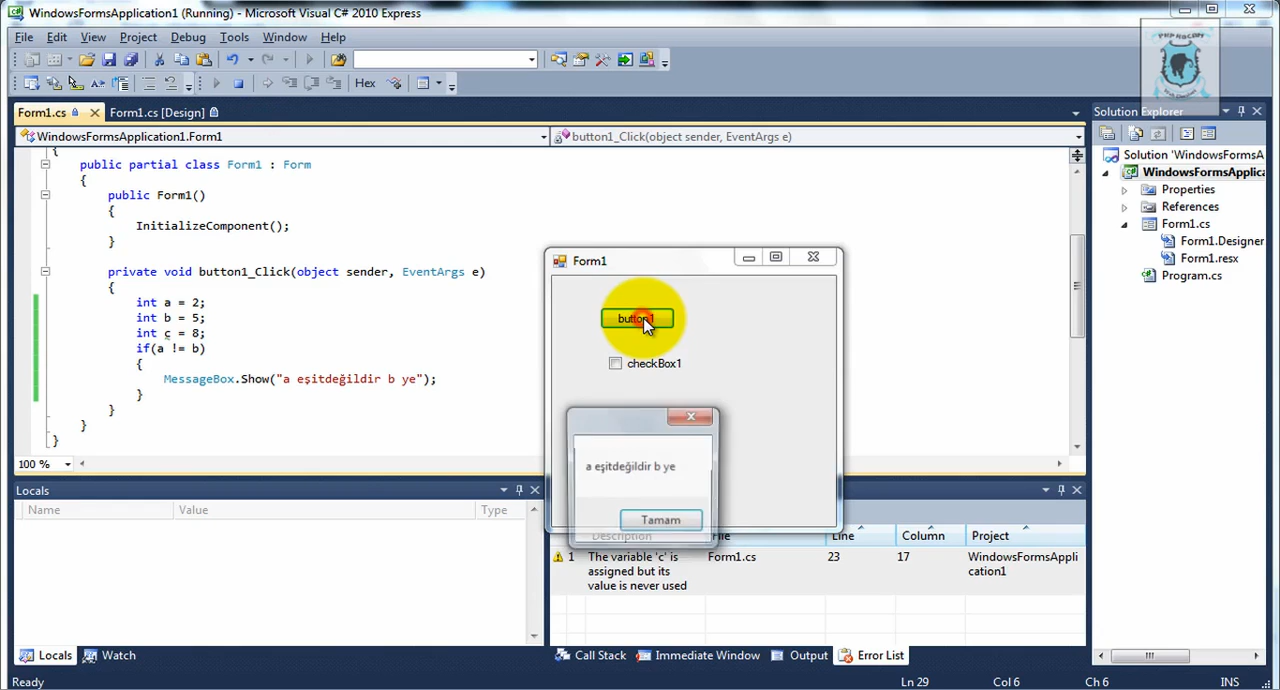 WindowsFormsApplication1 (Running) - Microsoft Visual C# 2010 Express
File Edit View Project Debug Tools Window Help
Hex
Form1.cs Form1.cs [Design]
Solution Explorer
WindowsFormsApplication1.Form1 button1_Click(object sender, EventArgs e)
{
public partial class Form1 : Form
{
public Form1()
{
InitializeComponent();
}
private void button1_Click(object sender, EventArgs e)
{
int a = 2;
int b = 5;
int c = 8;
if(a != b)
{
MessageBox.Show("a eşitdeğildir b ye");
}
}
}
}
100 %
Solution 'WindowsFormsA
WindowsFormsApplica
Properties
References
Form1.cs
Form1.Designer
Form1.resx
Program.cs
Form1
button1
checkBox1
a eşitdeğildir b ye
Tamam
Locals
Name Value Type
Description File Line Column Project
1 The variable 'c' is assigned but its value is never used Form1.cs 23 17 WindowsFormsApplication1
Locals Watch
Call Stack Immediate Window Output Error List
Ready Ln 29 Col 6 Ch 6 INS